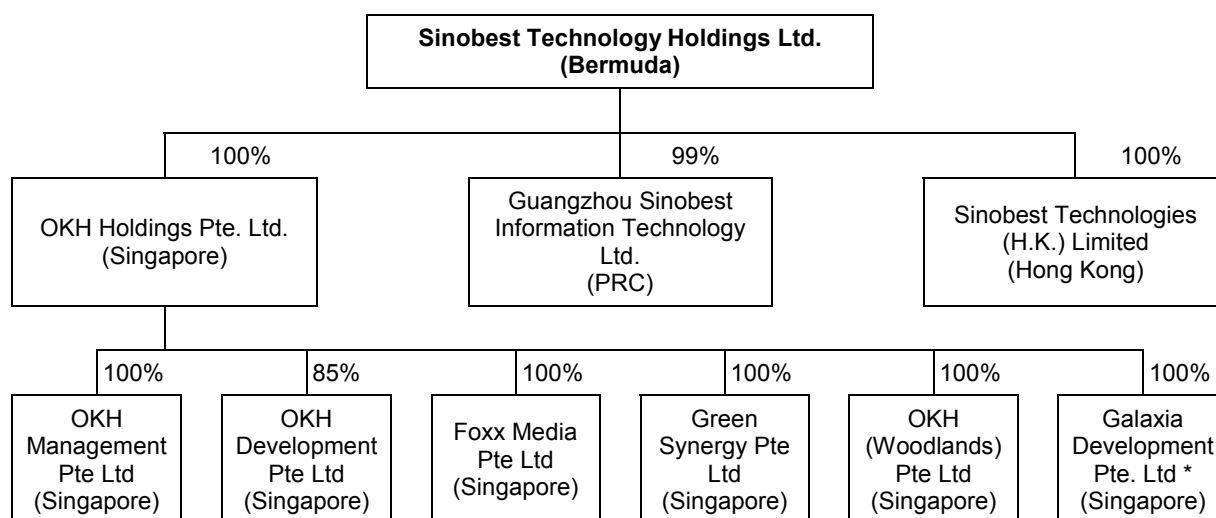 Sinobest Technology Holdings Ltd.
(Bermuda)
100%
99%
100%
OKH Holdings Pte. Ltd.
(Singapore)
Guangzhou Sinobest
Information Technology
Ltd.
(PRC)
Sinobest Technologies
(H.K.) Limited
(Hong Kong)
100%
85%
100%
100%
100%
100%
OKH
Management
Pte Ltd
(Singapore)
OKH
Development
Pte Ltd
(Singapore)
Foxx Media
Pte Ltd
(Singapore)
Green
Synergy Pte
Ltd
(Singapore)
OKH
(Woodlands)
Pte Ltd
(Singapore)
Galaxia
Development
Pte. Ltd *
(Singapore)